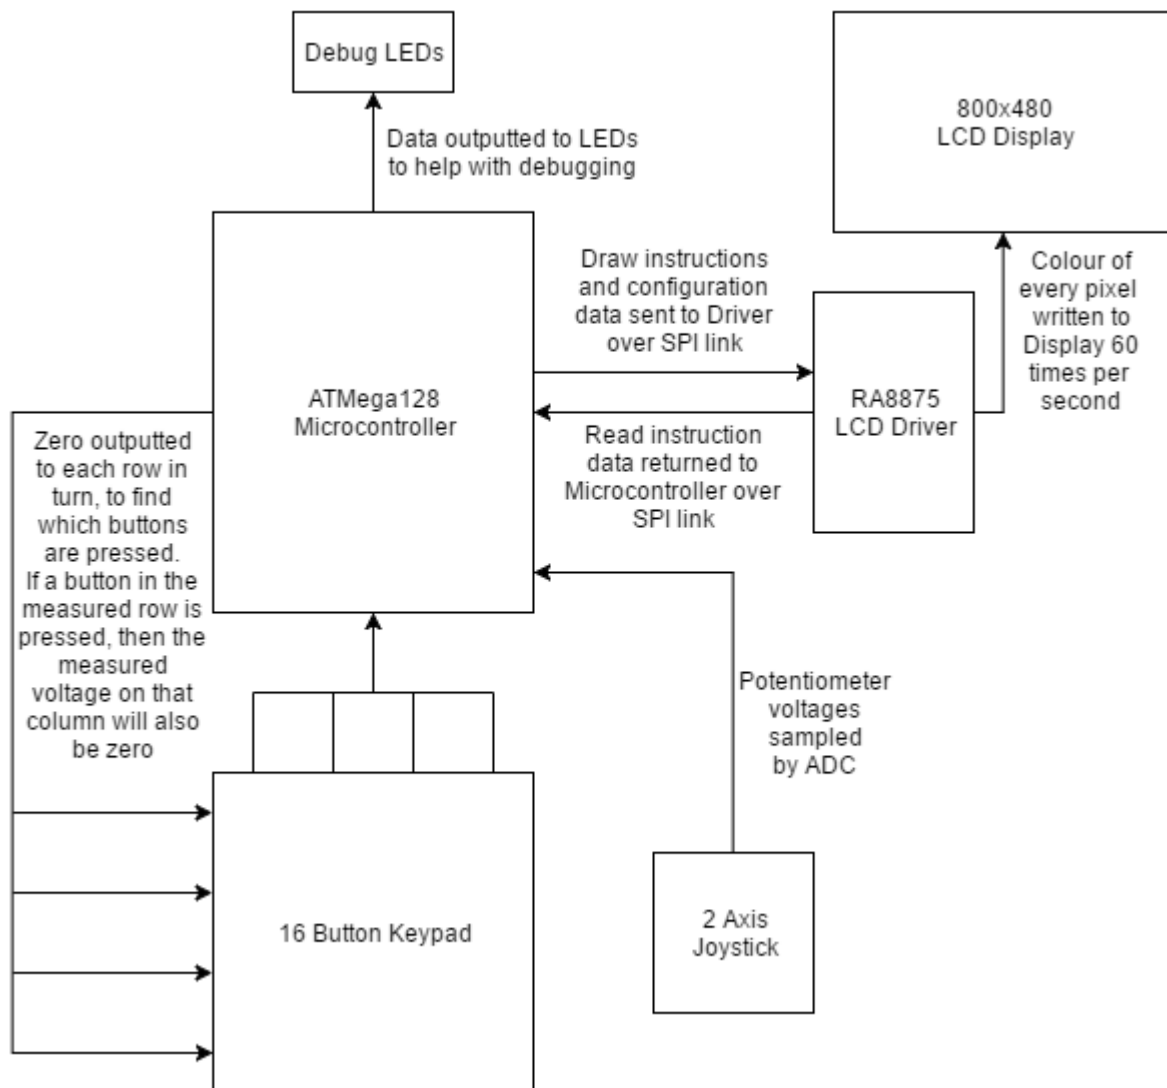 Debug LEDs
Data outputted to LEDs
to help with debugging
800x480
LCD Display
Draw instructions
and configuration
data sent to Driver
over SPI link
Colour of
every pixel
written to
Display 60
times per
second
ATMega128
Microcontroller
RA8875
LCD Driver
Read instruction
data returned to
Microcontroller over
SPI link
Zero outputted
to each row in
turn, to find
which buttons
are pressed.
If a button in the
measured row is
pressed, then the
measured
voltage on that
column will also
be zero
Potentiometer
voltages
sampled
by ADC
16 Button Keypad
2 Axis
Joystick